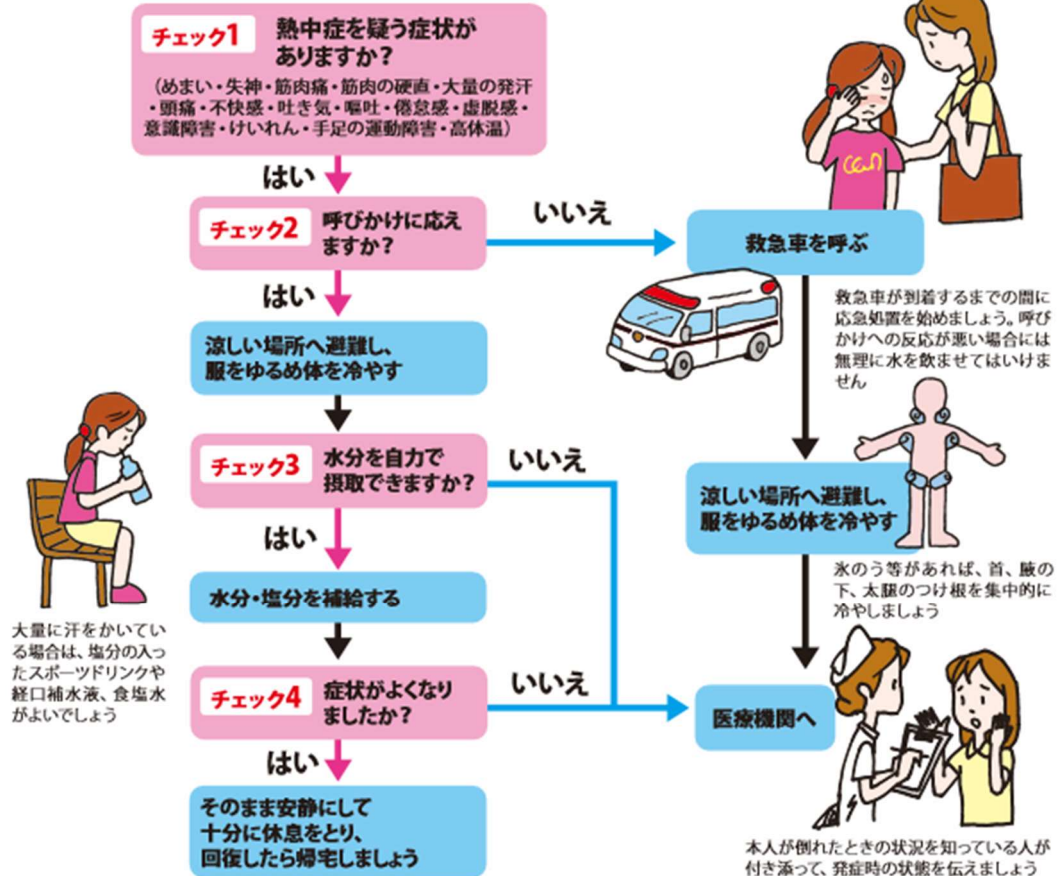 チェック1
熱中症を疑う症状が
ありますか？
（めまい・失神・筋肉痛・筋肉の硬直・大量の発汗
・頭痛・不快感・吐き気・嘔吐・倦怠感・虚脱感・
意識障害・けいれん・手足の運動障害・高体温）
はい
チェック2
呼びかけに応え
ますか？
いいえ
救急車を呼ぶ
救急車が到着するまでの間に
応急処置を始めましょう。呼び
かけへの反応が悪い場合には
無理に水を飲ませてはいけま
せん
はい
涼しい場所へ避難し、
服をゆるめ体を冷やす
チェック3
水分を自力で
摂取できますか？
いいえ
涼しい場所へ避難し、
服をゆるめ体を冷やす
氷のう等があれば、首、腋の
下、太腿のつけ根を集中的に
冷やしましょう
はい
水分・塩分を補給する
大量に汗をかいてい
る場合は、塩分の入っ
たスポーツドリンクや
経口補水液、食塩水
がよいでしょう
チェック4
症状がよくなり
ましたか？
いいえ
医療機関へ
はい
そのまま安静にして
十分に休息をとり、
回復したら帰宅しましょう
本人が倒れたときの状況を知っている人が
付き添って、発症時の状態を伝えましょう